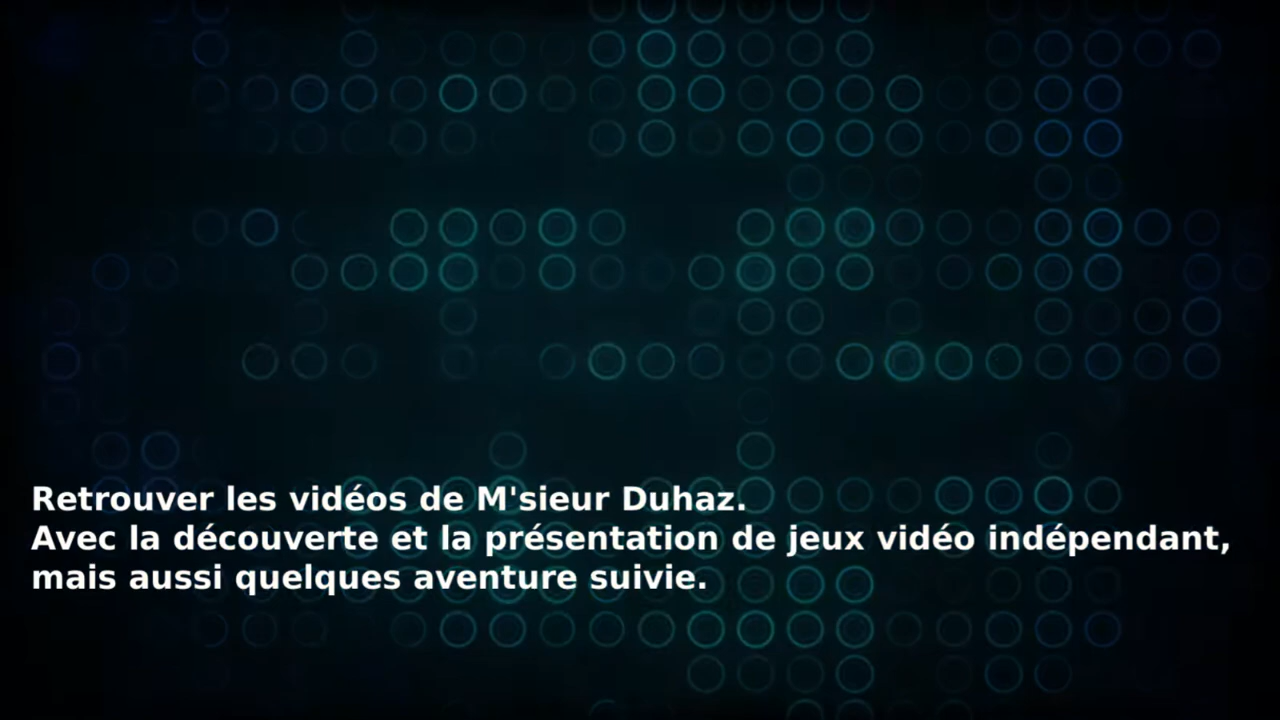 Retrouver les vidéos de M'sieur Duhaz.
Avec la découverte et la présentation de jeux vidéo indépendant,
mais aussi quelques aventure suivie.